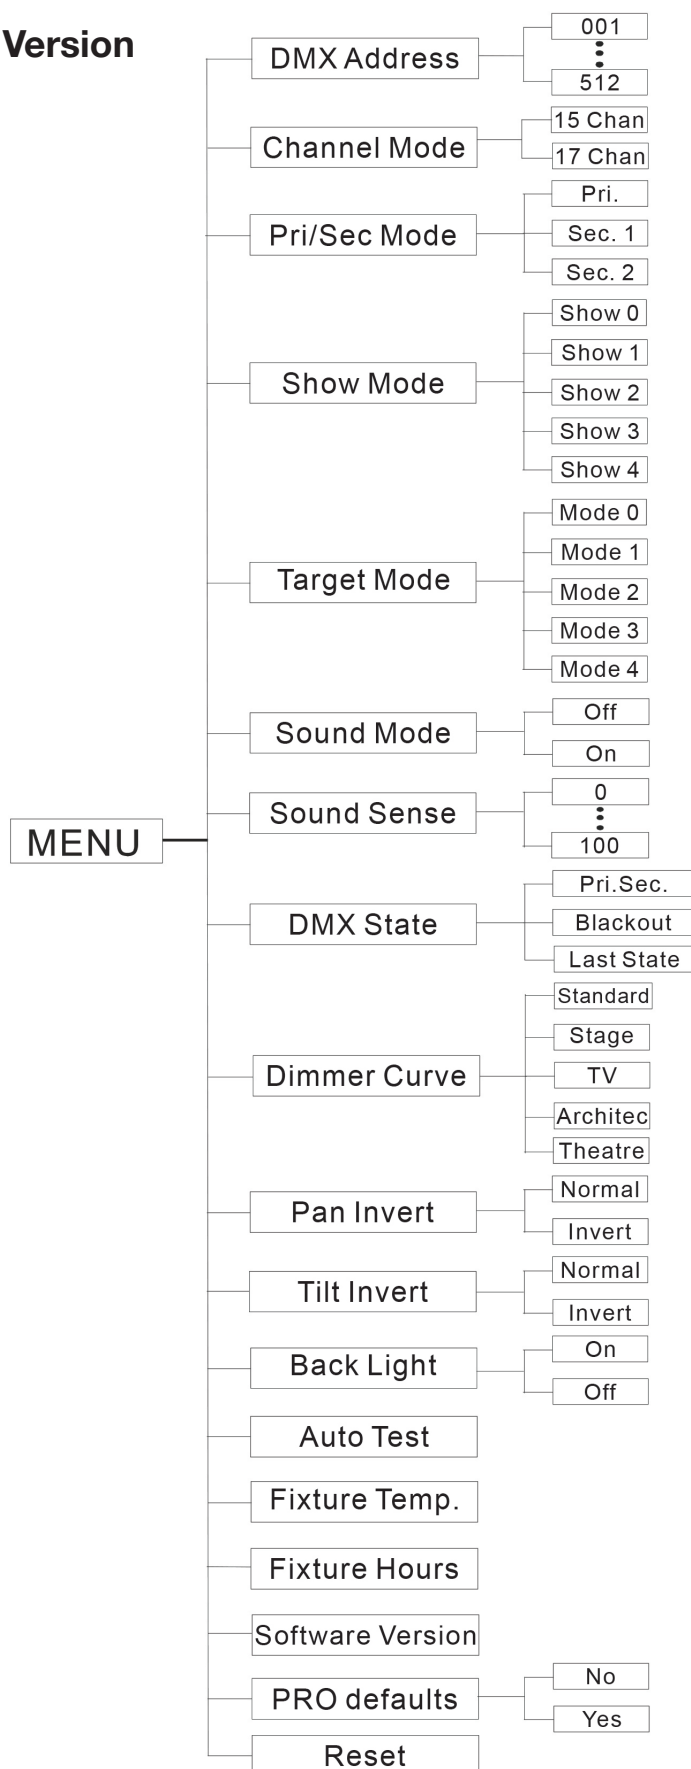 Version
MENU
DMX Address
001
512
Channel Mode
15 Chan
17 Chan
Pri/Sec Mode
Pri.
Sec. 1
Sec. 2
Show Mode
Show 0
Show 1
Show 2
Show 3
Show 4
Target Mode
Mode 0
Mode 1
Mode 2
Mode 3
Mode 4
Sound Mode
Off
On
Sound Sense
0
100
DMX State
Pri.Sec.
Blackout
Last State
Dimmer Curve
Standard
Stage
TV
Architec
Theatre
Pan Invert
Normal
Invert
Tilt Invert
Normal
Invert
Back Light
On
Off
Auto Test
Fixture Temp.
Fixture Hours
Software Version
PRO defaults
No
Yes
Reset